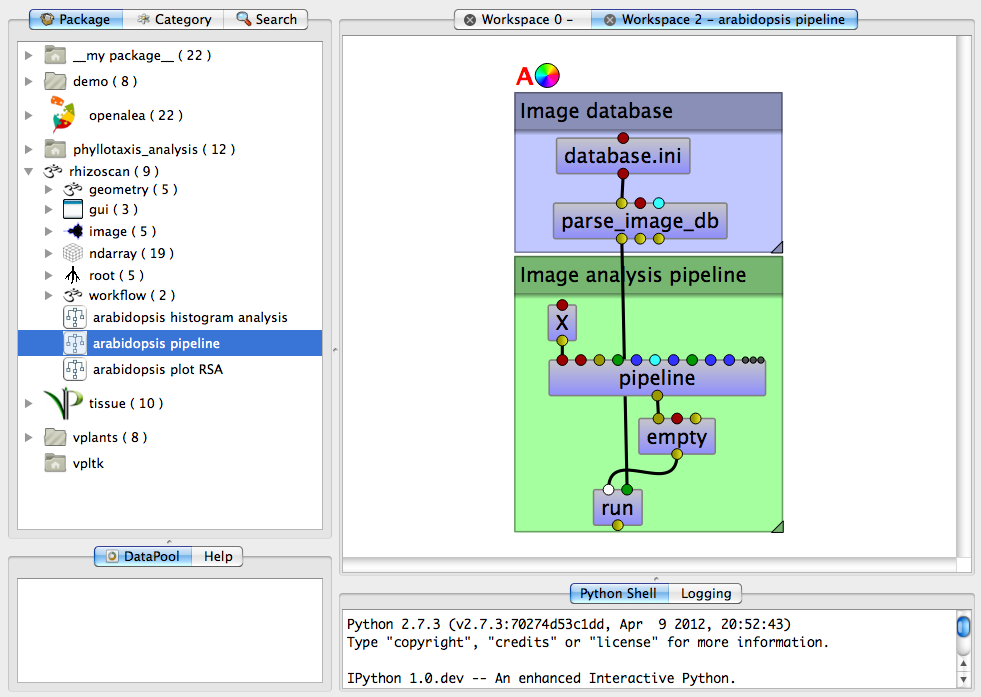 Package
Category
Search
__my package__ ( 22 )
demo ( 8 )
openalea ( 22 )
phyllotaxis_analysis ( 12 )
rhizoscan ( 9 )
geometry ( 5 )
gui ( 3 )
image ( 5 )
ndarray ( 19 )
root ( 5 )
workflow ( 2 )
arabidopsis histogram analysis
arabidopsis pipeline
arabidopsis plot RSA
tissue ( 10 )
vplants ( 8 )
vpltk
DataPool
Help
Workspace 0 -
Workspace 2 - arabidopsis pipeline
A
Image database
database.ini
parse_image_db
Image analysis pipeline
X
pipeline
empty
run
Python Shell
Logging
Python 2.7.3 (v2.7.3:70274d53c1dd, Apr  9 2012, 20:52:43)
Type "copyright", "credits" or "license" for more information.
IPython 1.0.dev -- An enhanced Interactive Python.